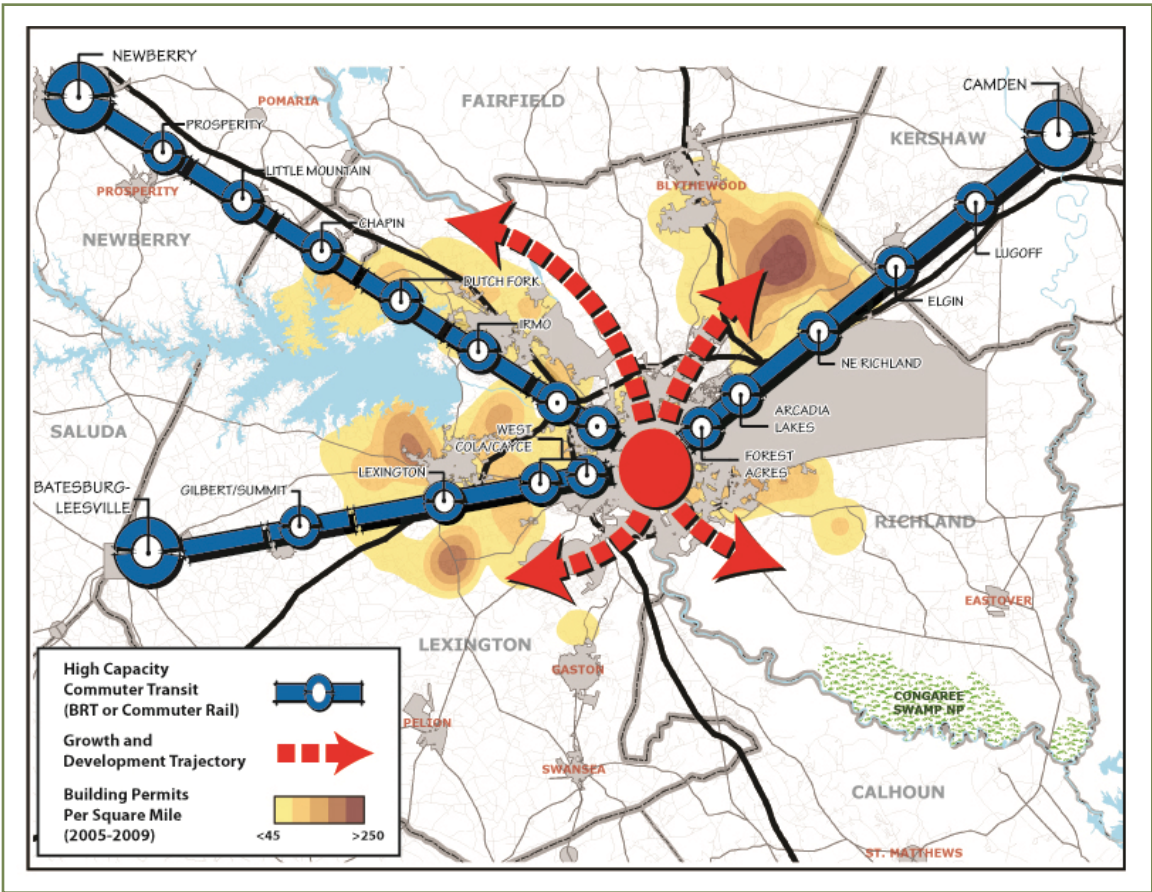 NEWBERRY
CAMDEN
POMARIA
FAIRFIELD
KERSHAW
PROSPERITY
LITTLE MOUNTAIN
PROSPERITY
BLYTHEWOOD
CHAPIN
NEWBERRY
LUGOFF
DUTCH FORK
ELGIN
IRMO
NE RICHLAND
SALUDA
WEST
COLA/CAYCE
ARCADIA
LAKES
LEXINGTON
FOREST
ACRES
BATESBURG-
LEESVILLE
GILBERT/SUMMIT
RICHLAND
EASTOVER
LEXINGTON
GASTON
CONGAREE
SWAMP NP
PELION
SWANSEA
CALHOUN
ST. MATTHEWS
High Capacity
Commuter Transit
(BRT or Commuter Rail)
Growth and
Development Trajectory
Building Permits
Per Square Mile
(2005-2009)
<45 >250